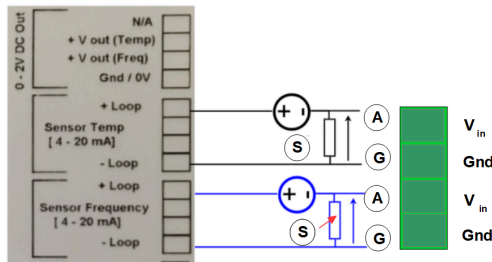 0 - 2V DC Out
N/A
+ V out (Temp)
+ V out (Freq)
Gnd / 0V
+ Loop
Sensor Temp
[ 4 - 20 mA]
- Loop
+ Loop
Sensor Frequency
[ 4 - 20 mA]
- Loop
+ -
S
A
G
+ -
S
A
G
V in
Gnd
V in
Gnd